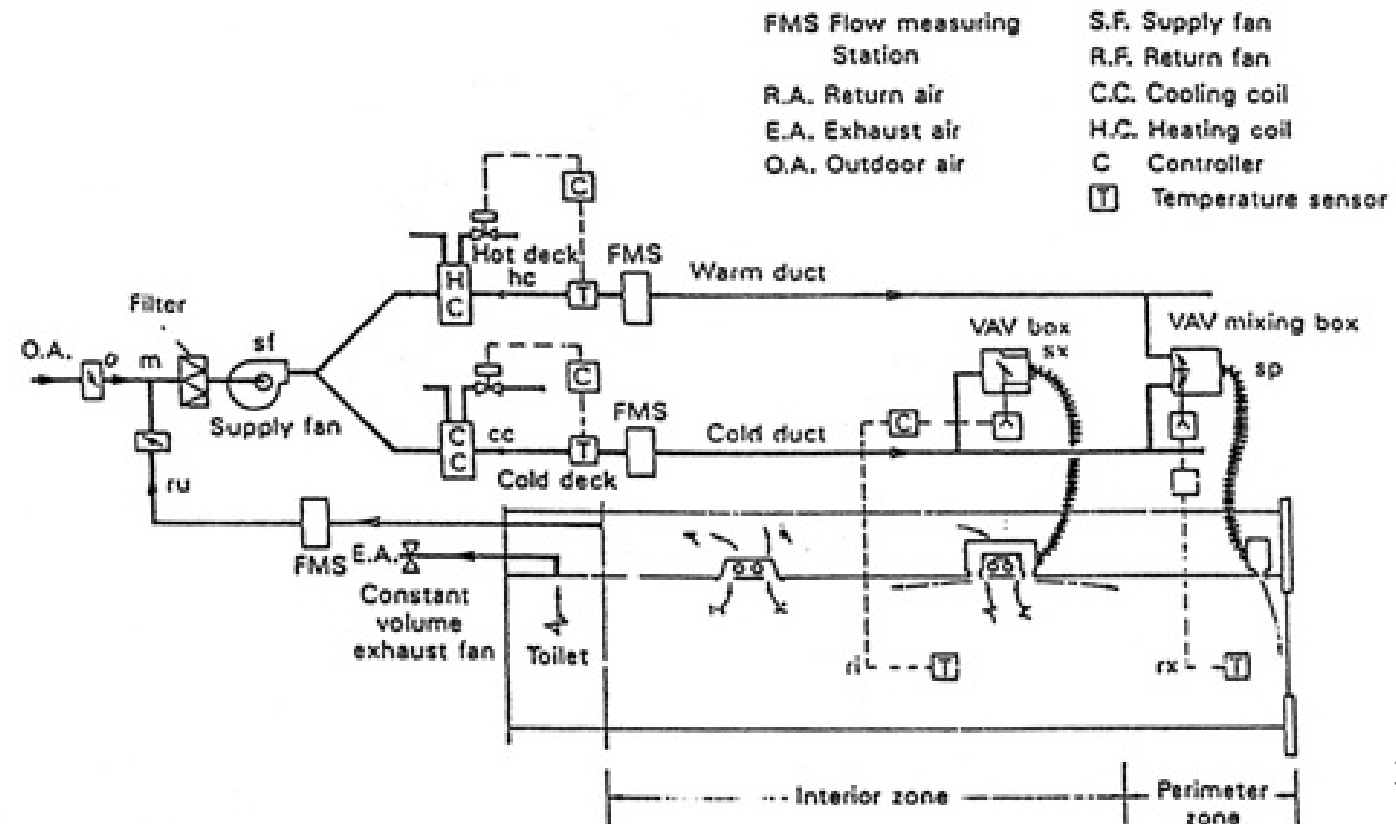 FMS Flow measuring
Station
R.A. Return air
E.A. Exhaust air
O.A. Outdoor air
S.F. Supply fan
R.F. Return fan
C.C. Cooling coil
H.C. Heating coil
C Controller
T Temperature sensor
C
Hot deck
FMS
H
C
hc
T
Warm duct
Filter
VAV box
VAV mixing box
O.A.
o
m
sf
sx
sp
C
FMS
Supply fan
C
C
cc
T
C
Cold duct
Cold deck
ru
FMS
E.A.
Constant
volume
exhaust fan
Toilet
ri
T
rx
T
Interior zone
Perimeter
zone